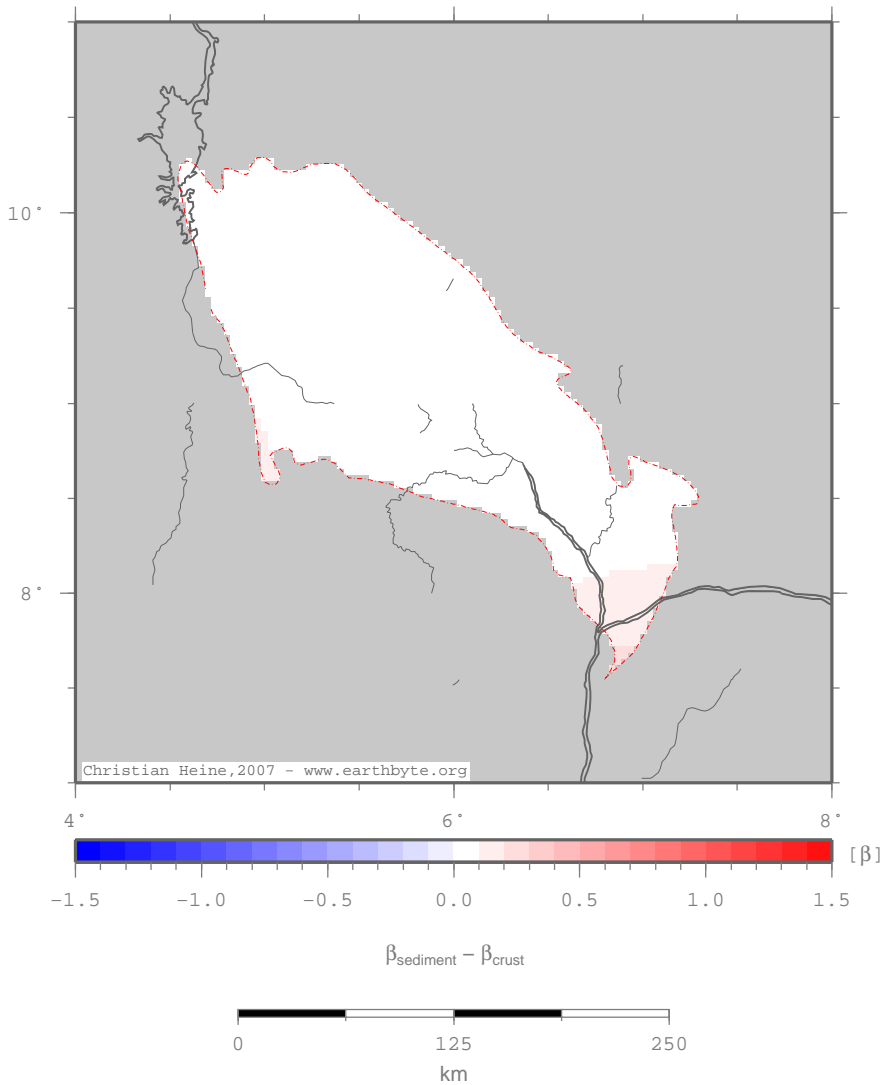 10°
8°
Christian Heine,2007 - www.earthbyte.org
4° 6° 8°
[β]
-1.5 -1.0 -0.5 0.0 0.5 1.0 1.5
βsediment – βcrust
0 125 250
km